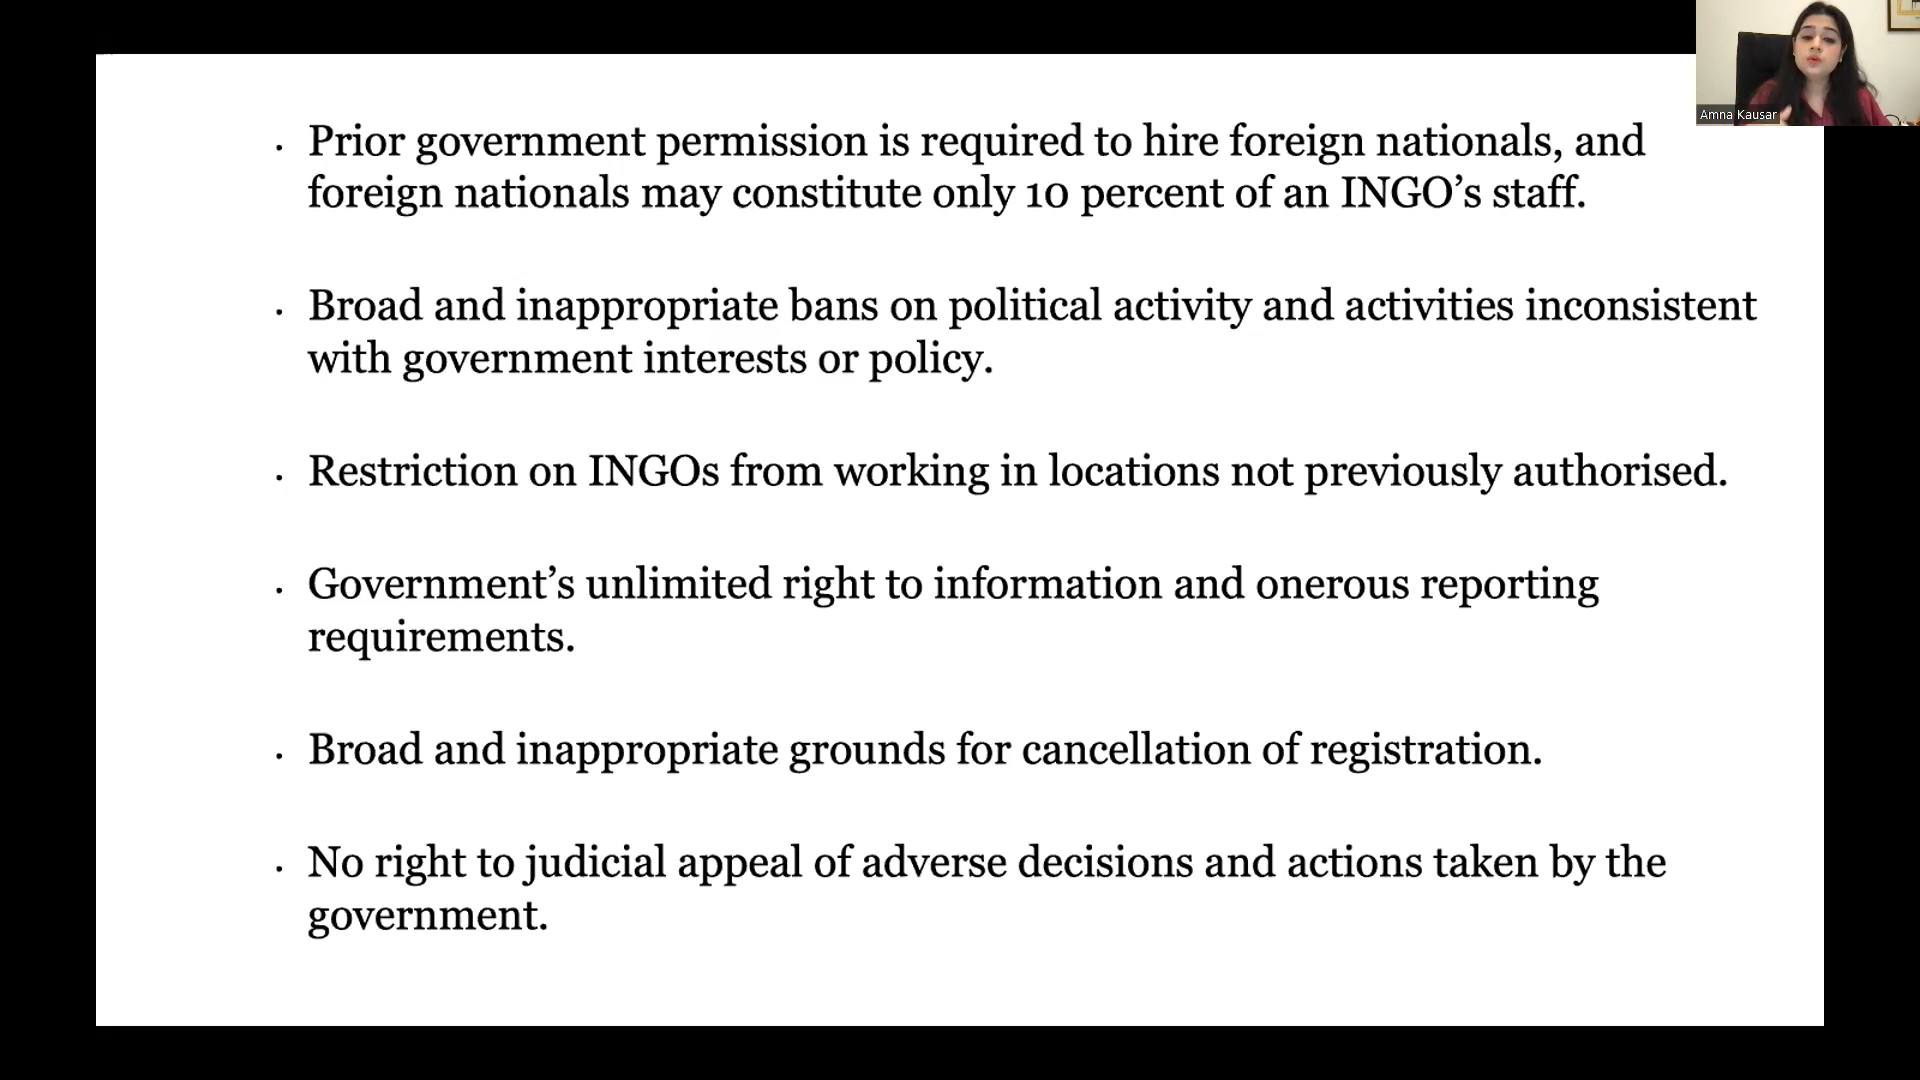 Prior government permission is required to hire foreign nationals, and
foreign nationals may constitute only 10 percent of an INGO’s staff.
Broad and inappropriate bans on political activity and activities inconsistent
with government interests or policy.
Restriction on INGOs from working in locations not previously authorised.
Government’s unlimited right to information and onerous reporting
requirements.
Broad and inappropriate grounds for cancellation of registration.
No right to judicial appeal of adverse decisions and actions taken by the
government.
Amna Kausar